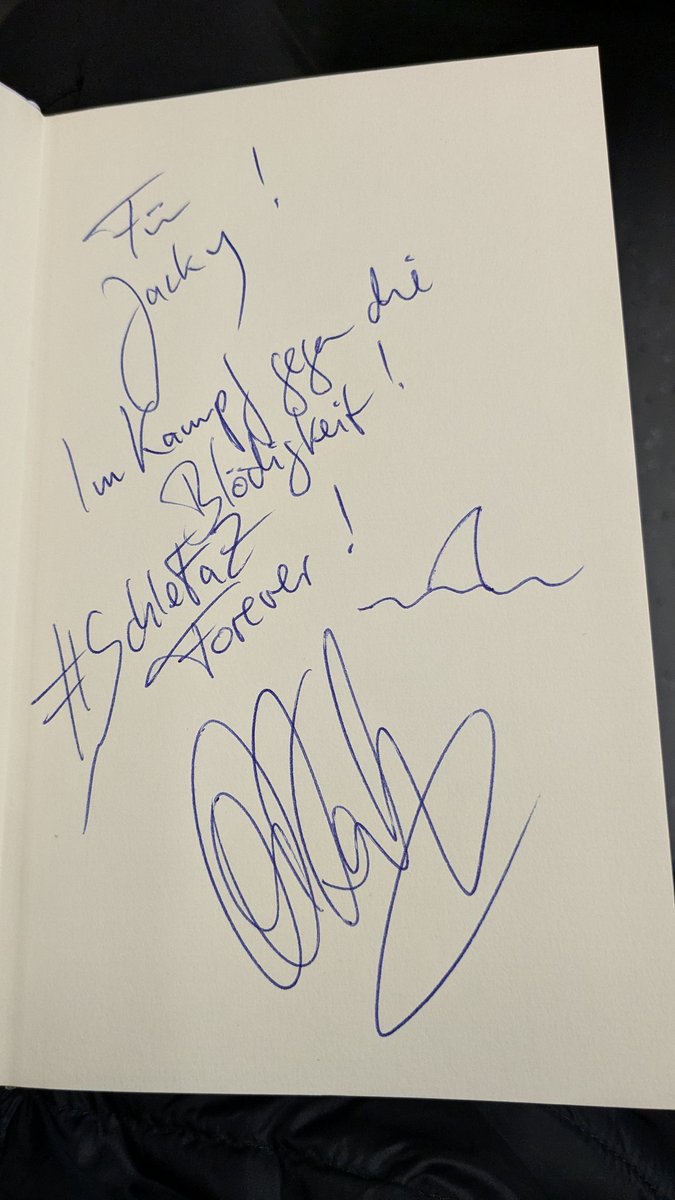 Für
Jacky!
Im Kampf gegen die
Blödigkeit!
#SchleFaZ
Forever!